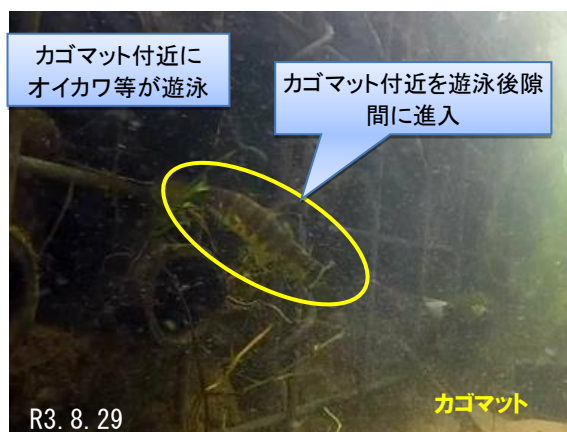 カゴマット付近に
オイカワ等が遊泳
カゴマット付近を遊泳後隙
間に進入
カゴマット
R3.8.29